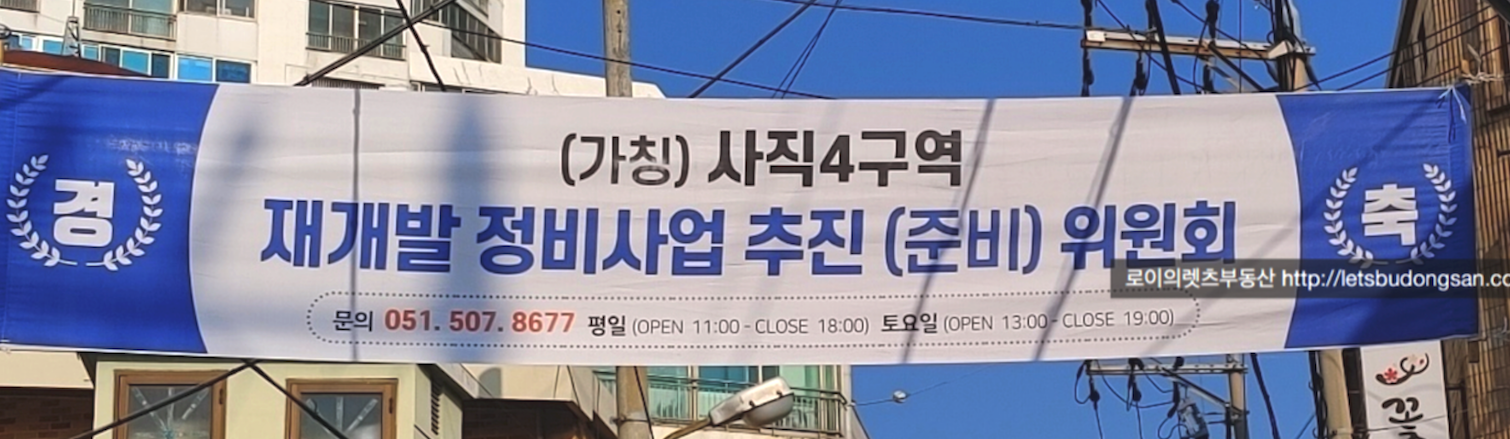 경
(가칭) 사직4구역
재개발 정비사업 추진 (준비) 위원회
문의 051. 507. 8677 평일 (OPEN 11:00 - CLOSE 18:00) 토요일 (OPEN 13:00 - CLOSE 19:00)
축
로이의렛츠부동산 http://letsbudongsan.co